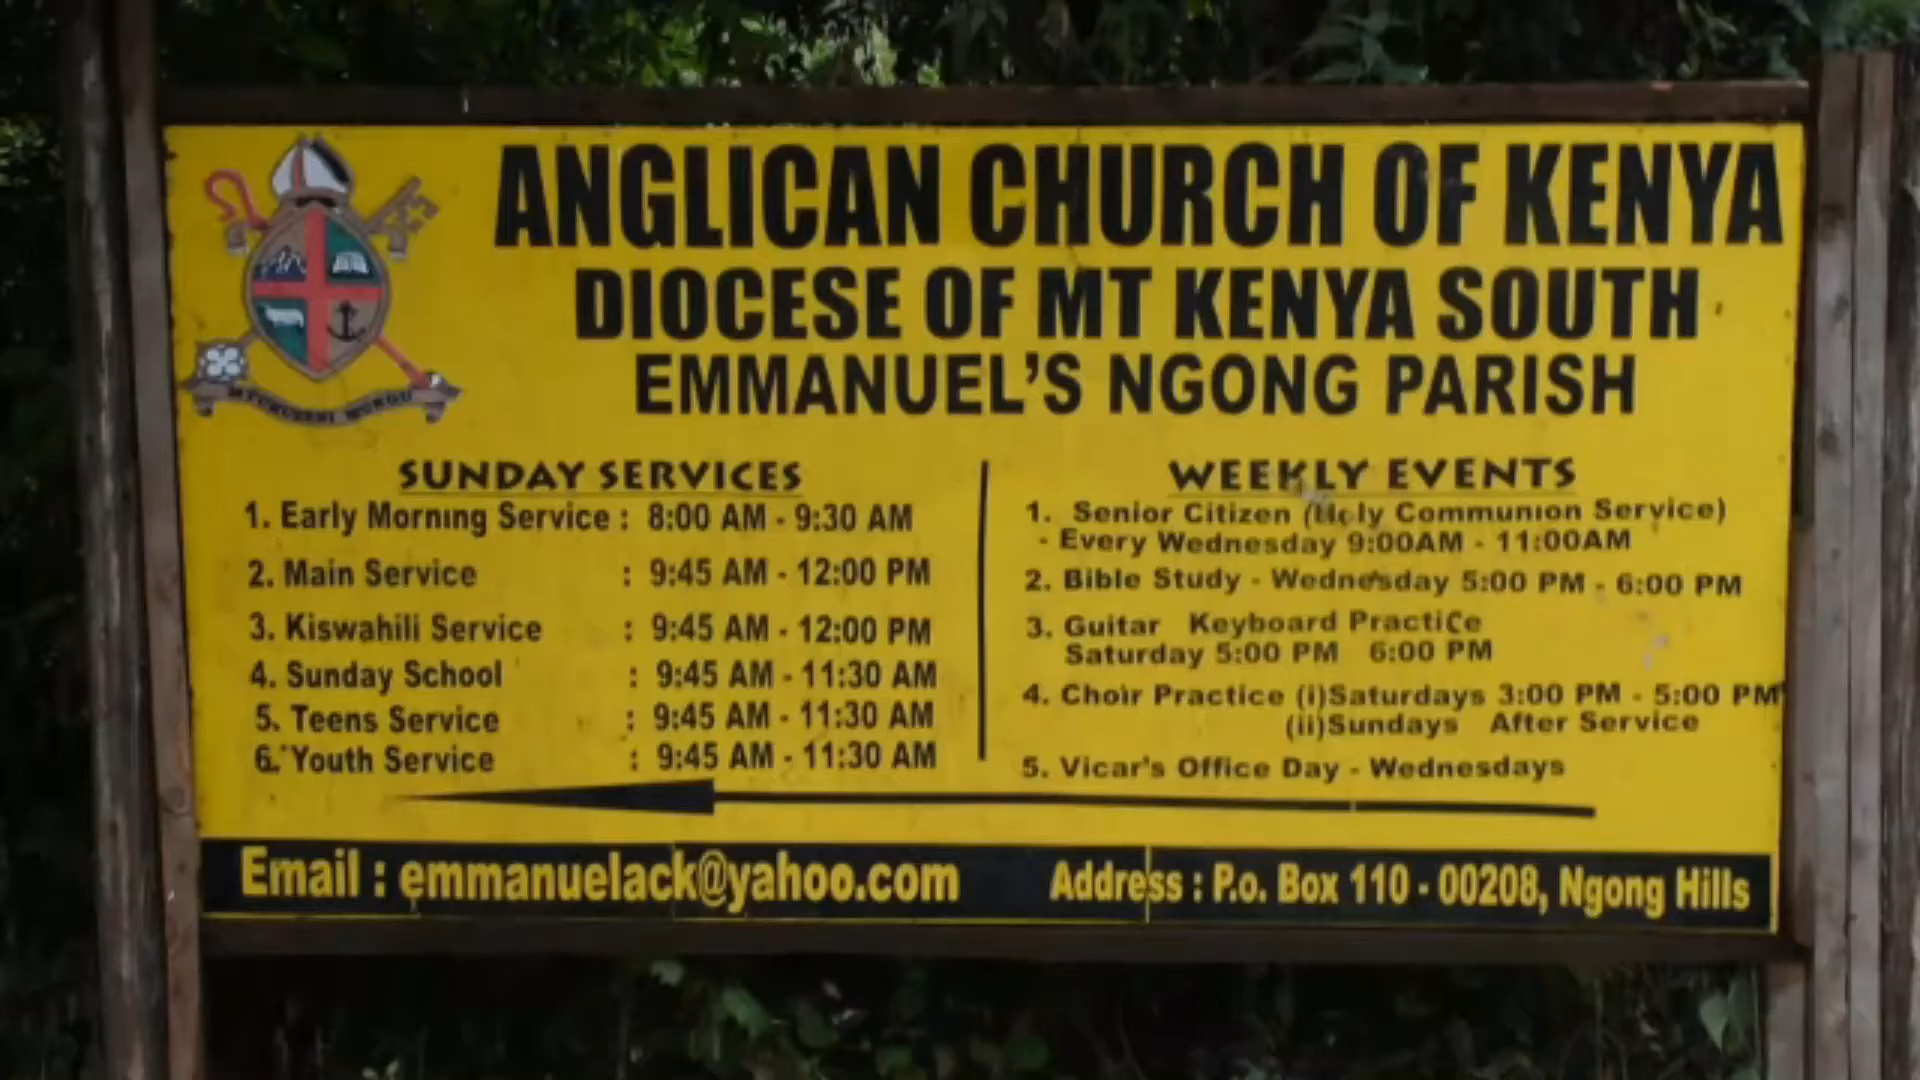 ANGLICAN CHURCH OF KENYA
DIOCESE OF MT KENYA SOUTH
EMMANUEL'S NGONG PARISH
SUNDAY SERVICES
1. Early Morning Service : 8:00 AM - 9:30 AM
2. Main Service : 9:45 AM - 12:00 PM
3. Kiswahili Service : 9:45 AM - 12:00 PM
4. Sunday School : 9:45 AM - 11:30 AM
5. Teens Service : 9:45 AM - 11:30 AM
6. Youth Service : 9:45 AM - 11:30 AM
WEEKLY EVENTS
1. Senior Citizen (Holy Communion Service)
- Every Wednesday 9:00AM - 11:00AM
2. Bible Study - Wednesday 5:00 PM - 6:00 PM
3. Guitar Keyboard Practice
Saturday 5:00 PM 6:00 PM
4. Choir Practice (i)Saturdays 3:00 PM - 5:00 PM
(ii)Sundays After Service
5. Vicar's Office Day - Wednesdays
Email : emmanuelack@yahoo.com
Address : P.o. Box 110 - 00208, Ngong Hills